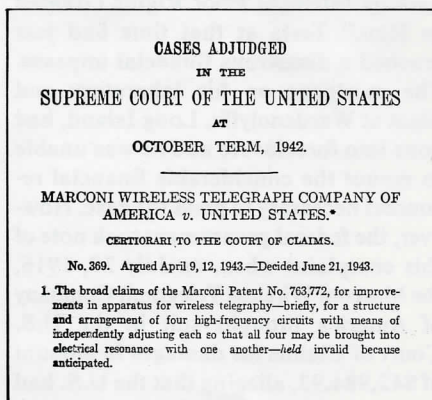 CASES ADJUDGED
IN THE
SUPREME COURT OF THE UNITED STATES
AT
OCTOBER TERM, 1942.
MARCONI WIRELESS TELEGRAPH COMPANY OF
AMERICA v. UNITED STATES.*
CERTIORARI TO THE COURT OF CLAIMS.
No. 369. Argued April 9, 12, 1943.—Decided June 21, 1943.
1. The broad claims of the Marconi Patent No. 763,772, for improve-
ments in apparatus for wireless telegraphy—briefly, for a structure
and arrangement of four high-frequency circuits with means of
independently adjusting each so that all four may be brought into
electrical resonance with one another—held invalid because
anticipated.